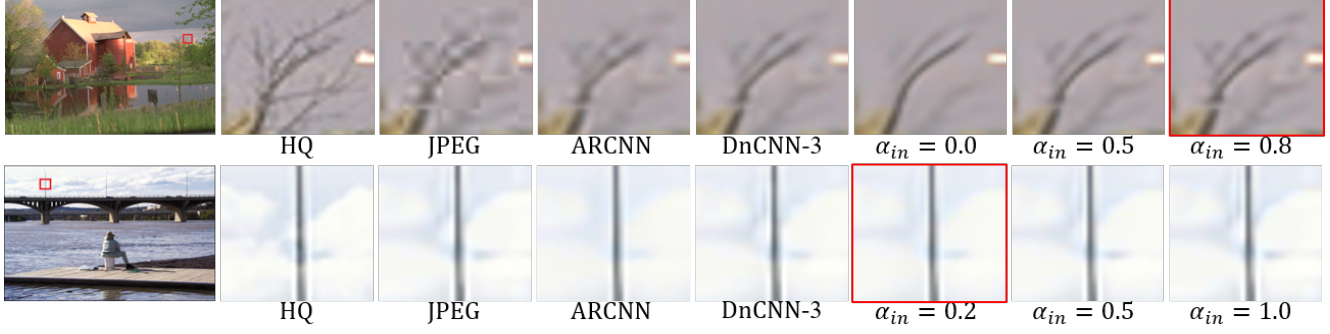 HQ JPEG ARCNN DnCNN-3 α_in = 0.0 α_in = 0.5 α_in = 0.8
HQ JPEG ARCNN DnCNN-3 α_in = 0.2 α_in = 0.5 α_in = 1.0